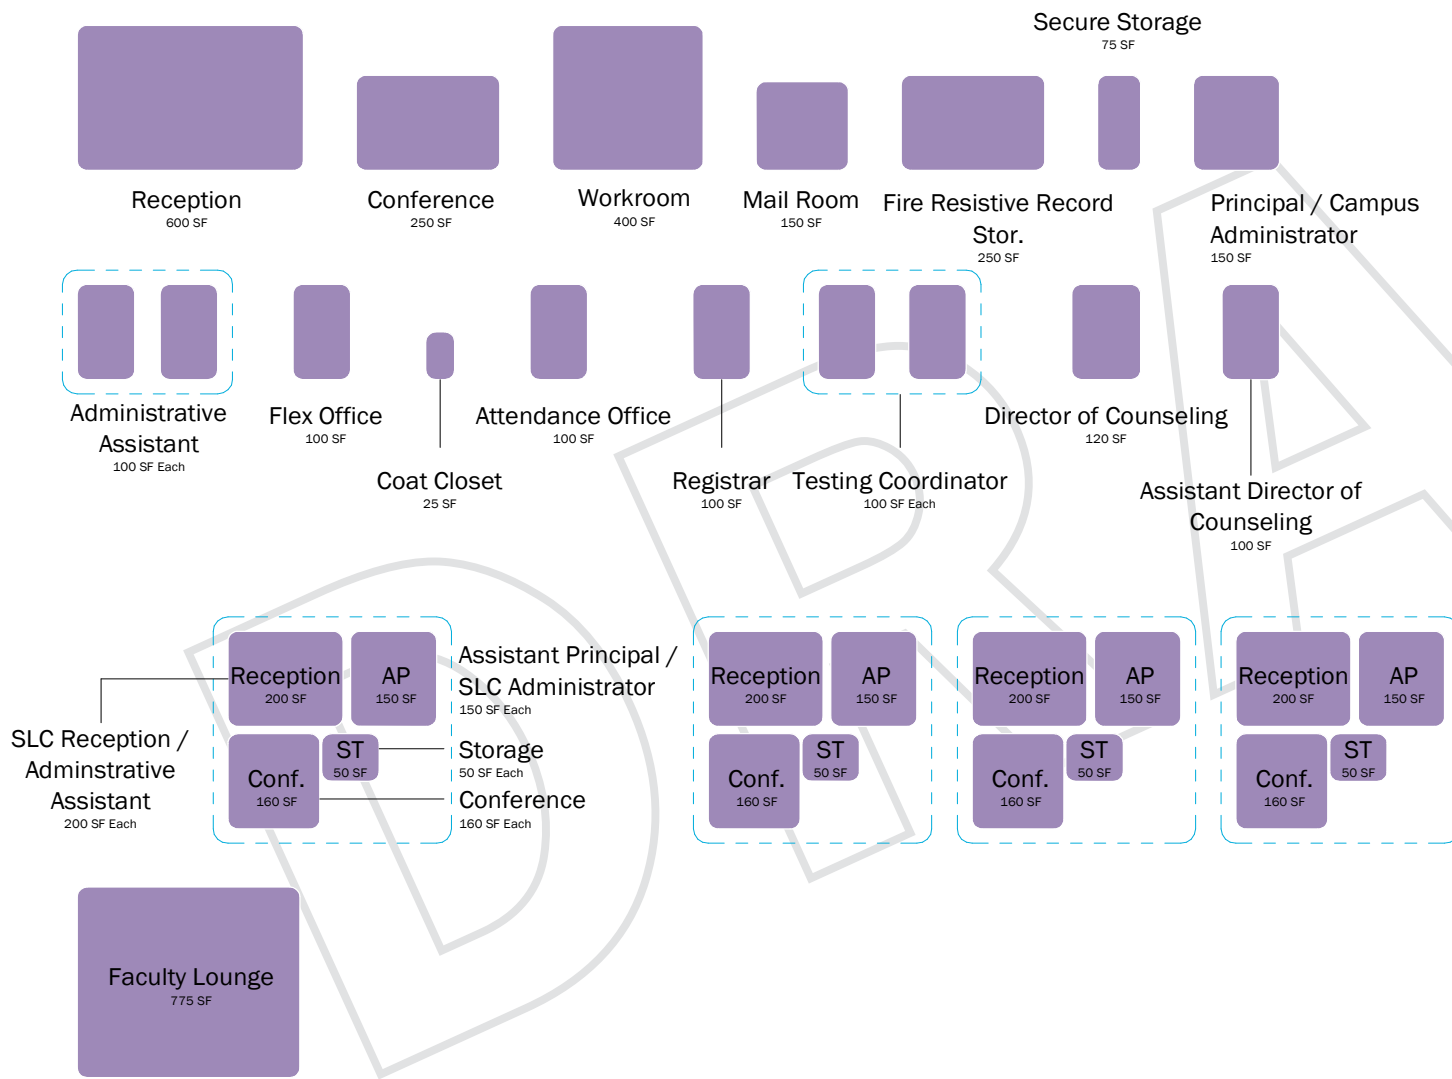 Secure Storage
75 SF
Reception
600 SF
Conference
250 SF
Workroom
400 SF
Mail Room
150 SF
Fire Resistive Record
Stor.
250 SF
Principal / Campus
Administrator
150 SF
Administrative
Assistant
100 SF Each
Flex Office
100 SF
Coat Closet
25 SF
Attendance Office
100 SF
Registrar
100 SF
Testing Coordinator
100 SF Each
Director of Counseling
120 SF
Assistant Director of
Counseling
100 SF
SLC Reception /
Adminstrative
Assistant
200 SF Each
Reception
200 SF
AP
150 SF
ST
50 SF
Conf.
160 SF
Assistant Principal /
SLC Administrator
150 SF Each
Storage
50 SF Each
Conference
160 SF Each
Reception
200 SF
AP
150 SF
ST
50 SF
Conf.
160 SF
Reception
200 SF
AP
150 SF
ST
50 SF
Conf.
160 SF
Reception
200 SF
AP
150 SF
ST
50 SF
Conf.
160 SF
Faculty Lounge
775 SF
DRA